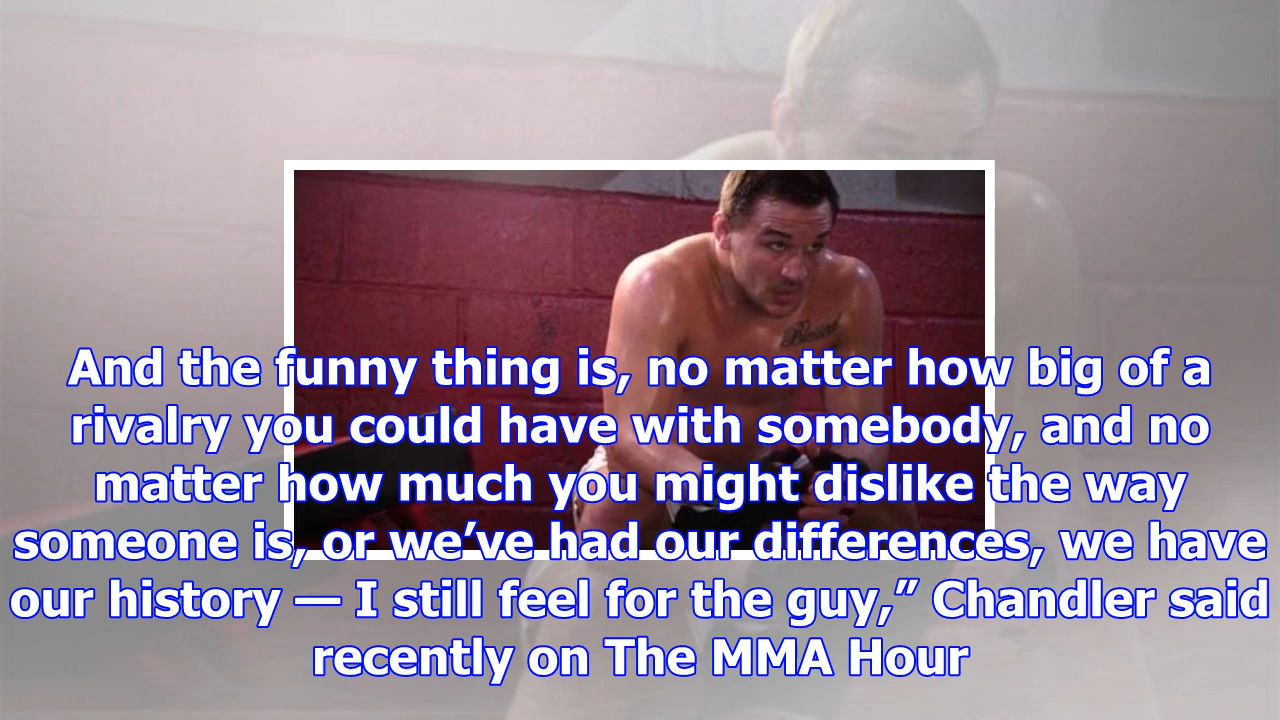 And the funny thing is, no matter how big of a
rivalry you could have with somebody, and no
matter how much you might dislike the way
someone is, or we’ve had our differences, we have
our history — I still feel for the guy,” Chandler said
recently on The MMA Hour